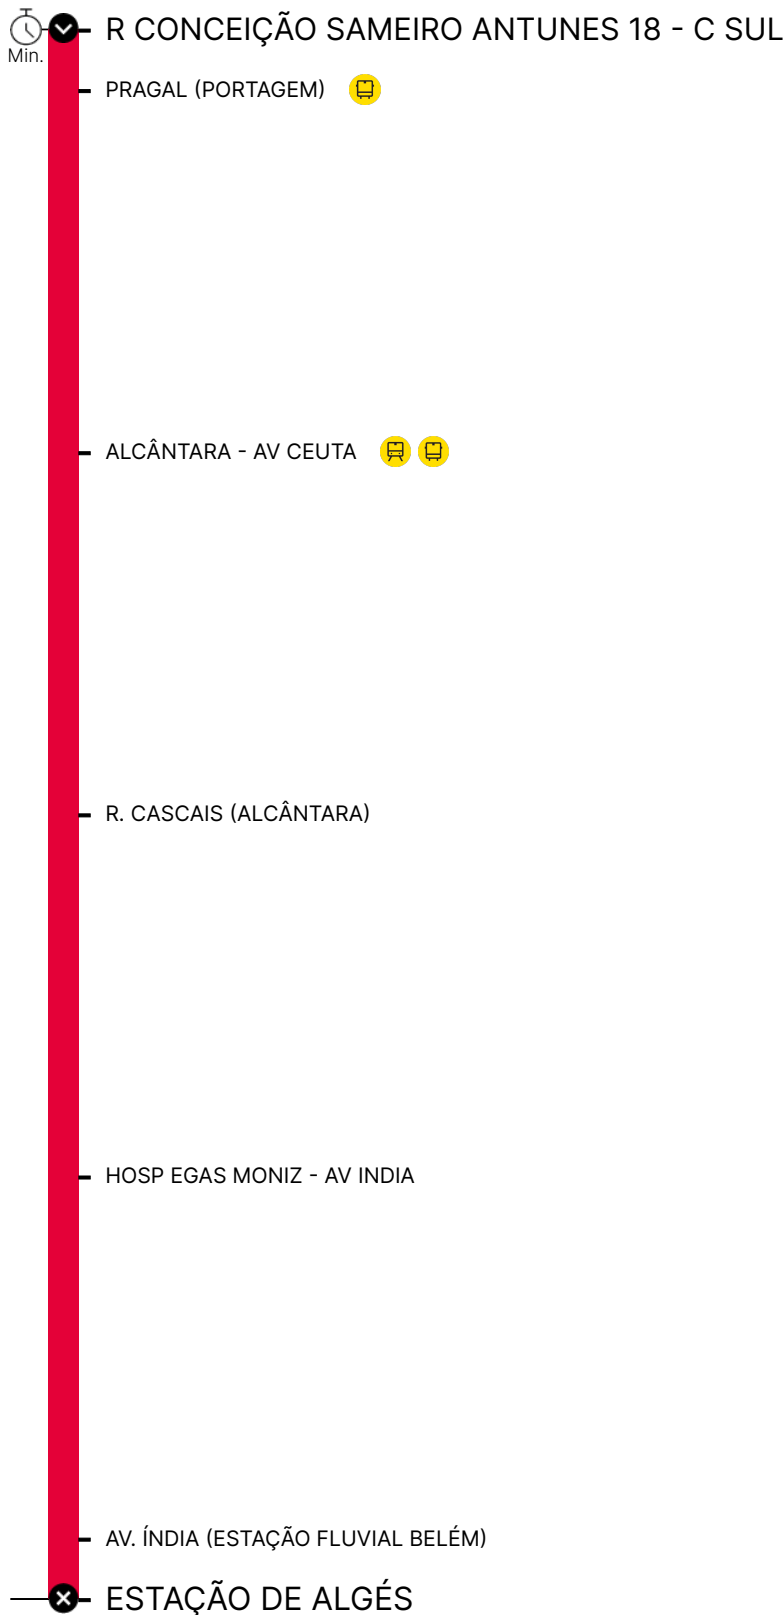 R CONCEIÇÃO SAMEIRO ANTUNES 18 - C SUL
Min.
PRAGAL (PORTAGEM)
ALCÂNTARA - AV CEUTA
R. CASCAIS (ALCÂNTARA)
HOSP EGAS MONIZ - AV INDIA
AV. ÍNDIA (ESTAÇÃO FLUVIAL BELÉM)
ESTAÇÃO DE ALGÉS